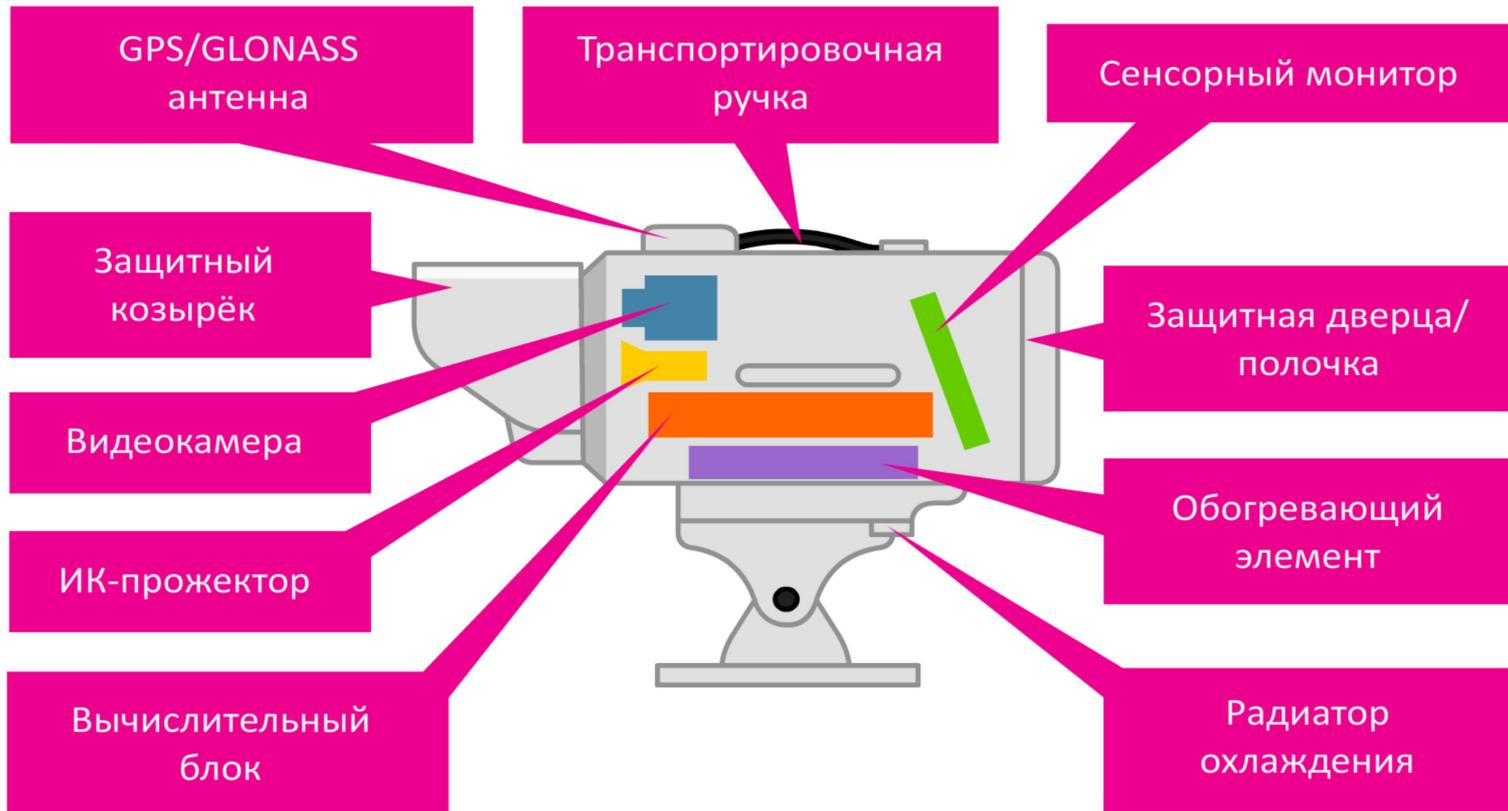 GPS/GLONASS
антенна
Транспортировочная
ручка
Сенсорный монитор
Защитный
козырёк
Защитная дверца/
полочка
Видеокамера
Обогревающий
элемент
ИК-прожектор
Вычислительный
блок
Радиатор
охлаждения